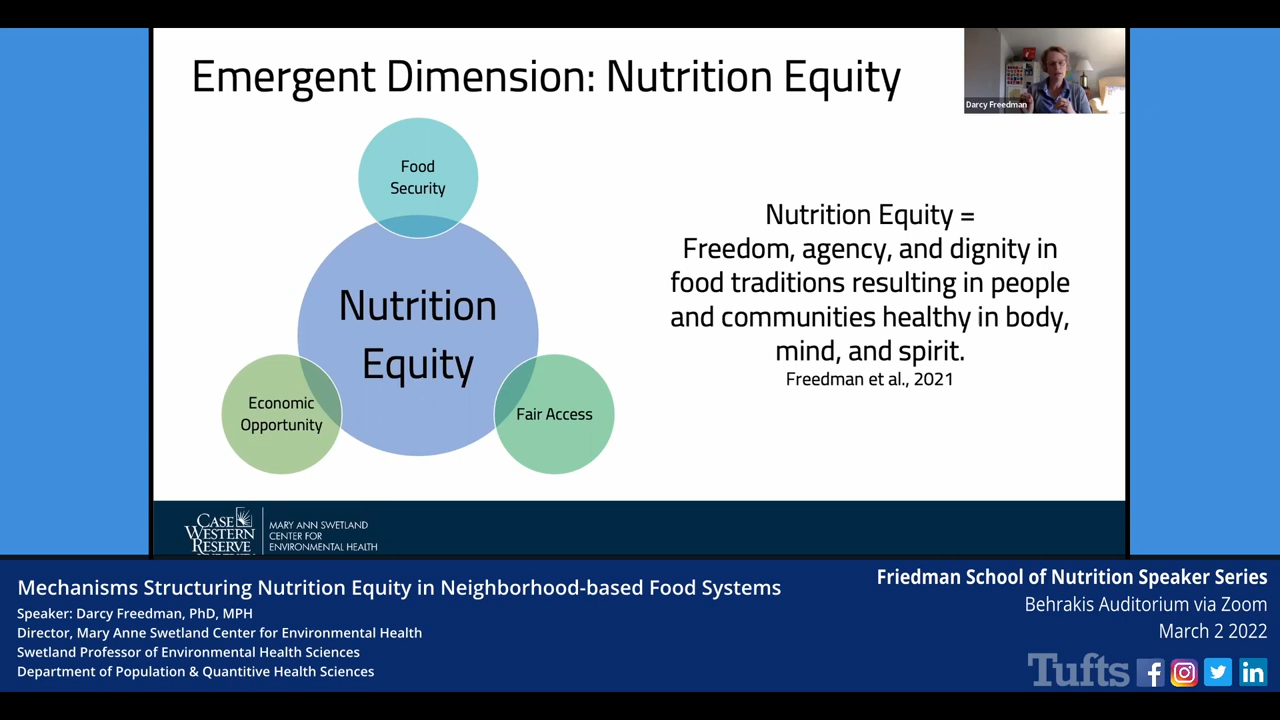 Emergent Dimension: Nutrition Equity
Darcy Freedman
Food
Security
Nutrition
Equity
Economic
Opportunity
Fair Access
Nutrition Equity =
Freedom, agency, and dignity in
food traditions resulting in people
and communities healthy in body,
mind, and spirit.
Freedman et al., 2021
CASE
WESTERN
RESERVE
MARY ANN SWETLAND
CENTER FOR
ENVIRONMENTAL HEALTH
Mechanisms Structuring Nutrition Equity in Neighborhood-based Food Systems
Speaker: Darcy Freedman, PhD, MPH
Director, Mary Anne Swetland Center for Environmental Health
Swetland Professor of Environmental Health Sciences
Department of Population & Quantitative Health Sciences
Friedman School of Nutrition Speaker Series
Behrakis Auditorium via Zoom
March 2 2022
Tufts